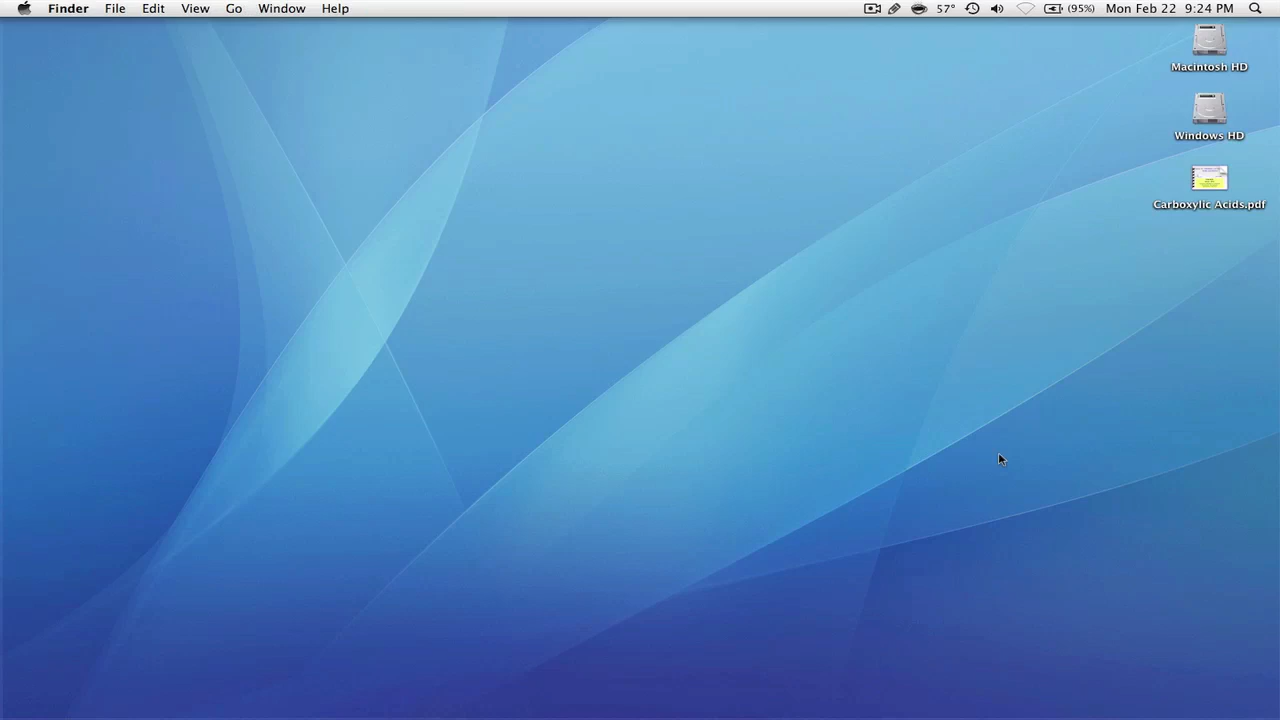 Finder File Edit View Go Window Help 57° (95%) Mon Feb 22 9:24 PM
Macintosh HD
Windows HD
Carboxylic Acids.pdf